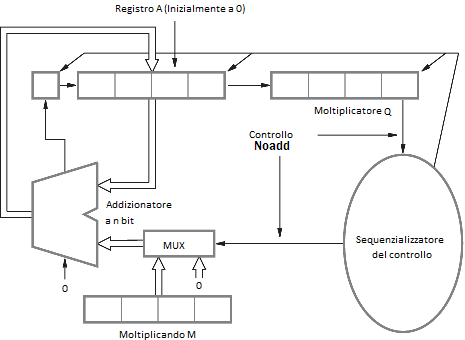 Registro A (Inizialmente a 0)
Moltiplicatore Q
Controllo
Noadd
Addizionatore
a n bit
MUX
Sequenzializzatore
del controllo
0
0
Moltiplicando M